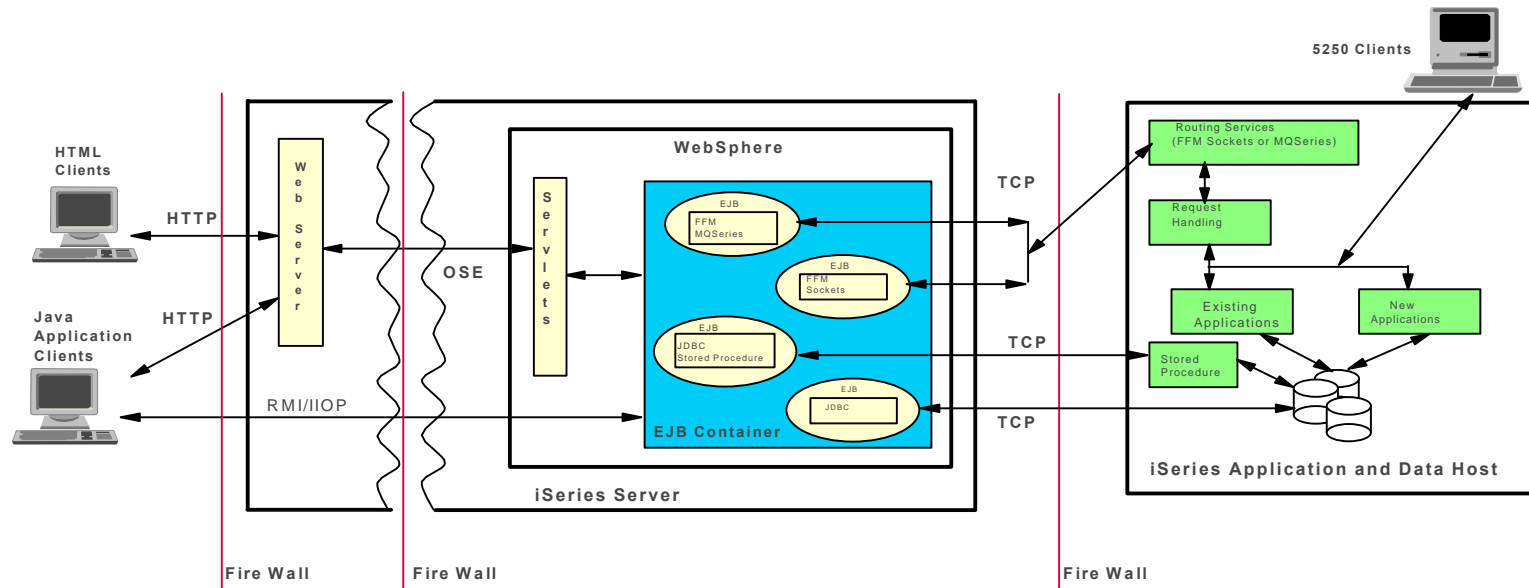 5250 Clients
HTML
Clients
HTTP
Java
Application
Clients
HTTP
RMI/IIOP
Web Server
OSE
Servlets
WebSphere
EJB
FFM
MQSeries
EJB
FFM
Sockets
EJB
JDBC
Stored Procedure
EJB
JDBC
EJB Container
iSeries Server
TCP
TCP
TCP
Routing Services
(FFM Sockets or MQSeries)
Request
Handling
Existing
Applications
New
Applications
Stored
Procedure
iSeries Application and Data Host
Fire Wall
Fire Wall
Fire Wall